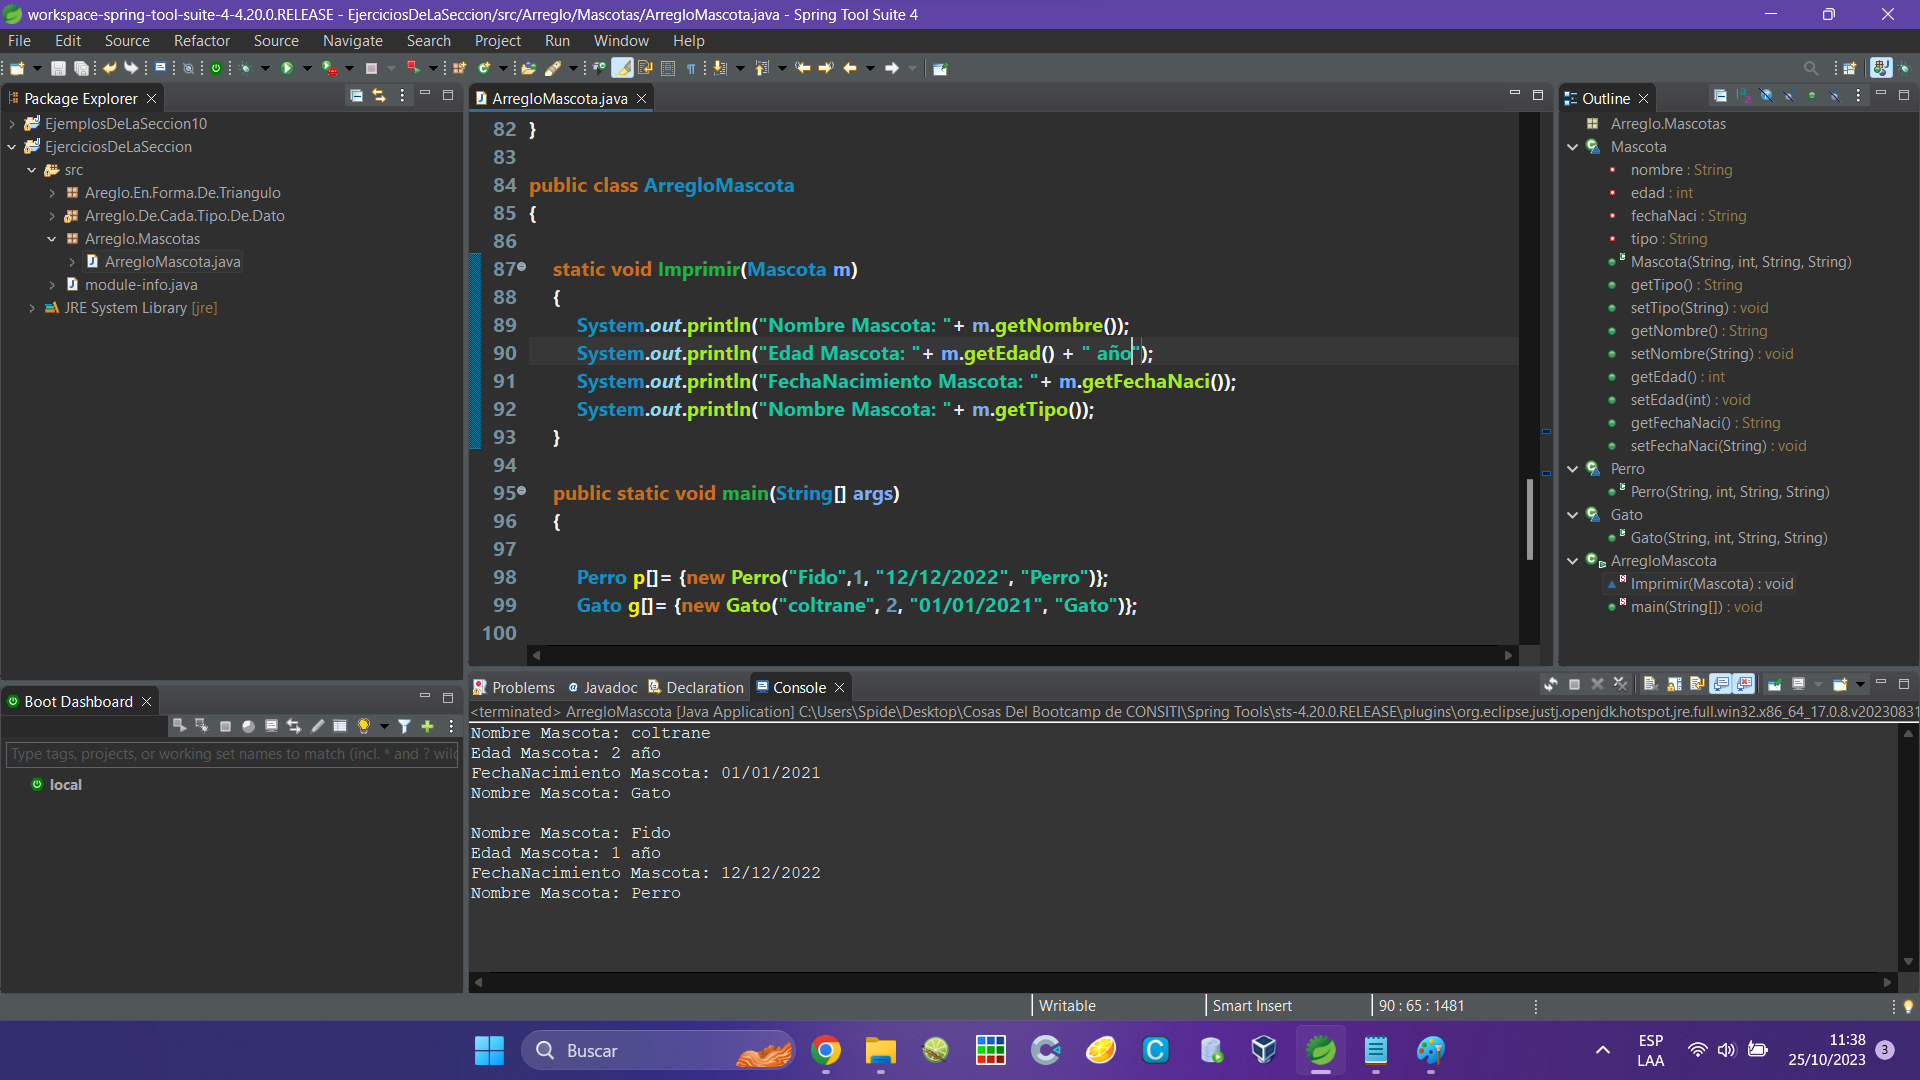 workspace-spring-tool-suite-4-4.20.0.RELEASE - EjerciciosDeLaSeccion/src/Arreglo/Mascotas/ArregloMascota.java - Spring Tool Suite 4
File Edit Source Refactor Source Navigate Search Project Run Window Help
Package Explorer
EjemplosDeLaSeccion10
EjerciciosDeLaSeccion
src
Areglo.En.Forma.De.Triangulo
Arreglo.De.Cada.Tipo.De.Dato
Arreglo.Mascotas
ArregloMascota.java
module-info.java
JRE System Library [jre]
ArregloMascota.java
82 }
83
84 public class ArregloMascota
85 {
86
87 static void Imprimir(Mascota m)
88 {
89 System.out.println("Nombre Mascota: "+ m.getNombre());
90 System.out.println("Edad Mascota: "+ m.getEdad() + " año");
91 System.out.println("FechaNacimiento Mascota: "+ m.getFechaNaci());
92 System.out.println("Nombre Mascota: "+ m.getTipo());
93 }
94
95 public static void main(String[] args)
96 {
97
98 Perro p[]= {new Perro("Fido",1, "12/12/2022", "Perro")};
99 Gato g[]= {new Gato("coltrane", 2, "01/01/2021", "Gato")};
100
Outline
Arreglo.Mascotas
Mascota
nombre : String
edad : int
fechaNaci : String
tipo : String
Mascota(String, int, String, String)
getTipo() : String
setTipo(String) : void
getNombre() : String
setNombre(String) : void
getEdad() : int
setEdad(int) : void
getFechaNaci() : String
setFechaNaci(String) : void
Perro
Perro(String, int, String, String)
Gato
Gato(String, int, String, String)
ArregloMascota
Imprimir(Mascota) : void
main(String[]) : void
Boot Dashboard
Type tags, projects, or working set names to match (incl. * and ? wild
local
Problems Javadoc Declaration Console
<terminated> ArregloMascota [Java Application] C:\Users\Spide\Desktop\Cosas Del Bootcamp de CONSITI\Spring Tools\sts-4.20.0.RELEASE\plugins\org.eclipse.justj.openjdk.hotspot.jre.full.win32.x86_64_17.0.8.v20230831
Nombre Mascota: coltrane
Edad Mascota: 2 año
FechaNacimiento Mascota: 01/01/2021
Nombre Mascota: Gato
Nombre Mascota: Fido
Edad Mascota: 1 año
FechaNacimiento Mascota: 12/12/2022
Nombre Mascota: Perro
Writable Smart Insert 90 : 65 : 1481
Buscar
ESP
LAA
11:38
25/10/2023
3